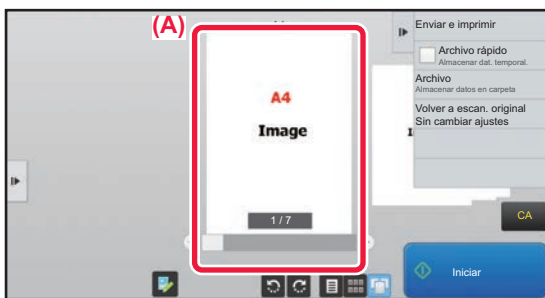 (A)
A4
Image
1 / 7
Enviar e imprimir
Archivo rápido
Almacenar dat. temporal.
Archivo
Almacenar datos en carpeta
Volver a escan. original
Sin cambiar ajustes
CA
Iniciar